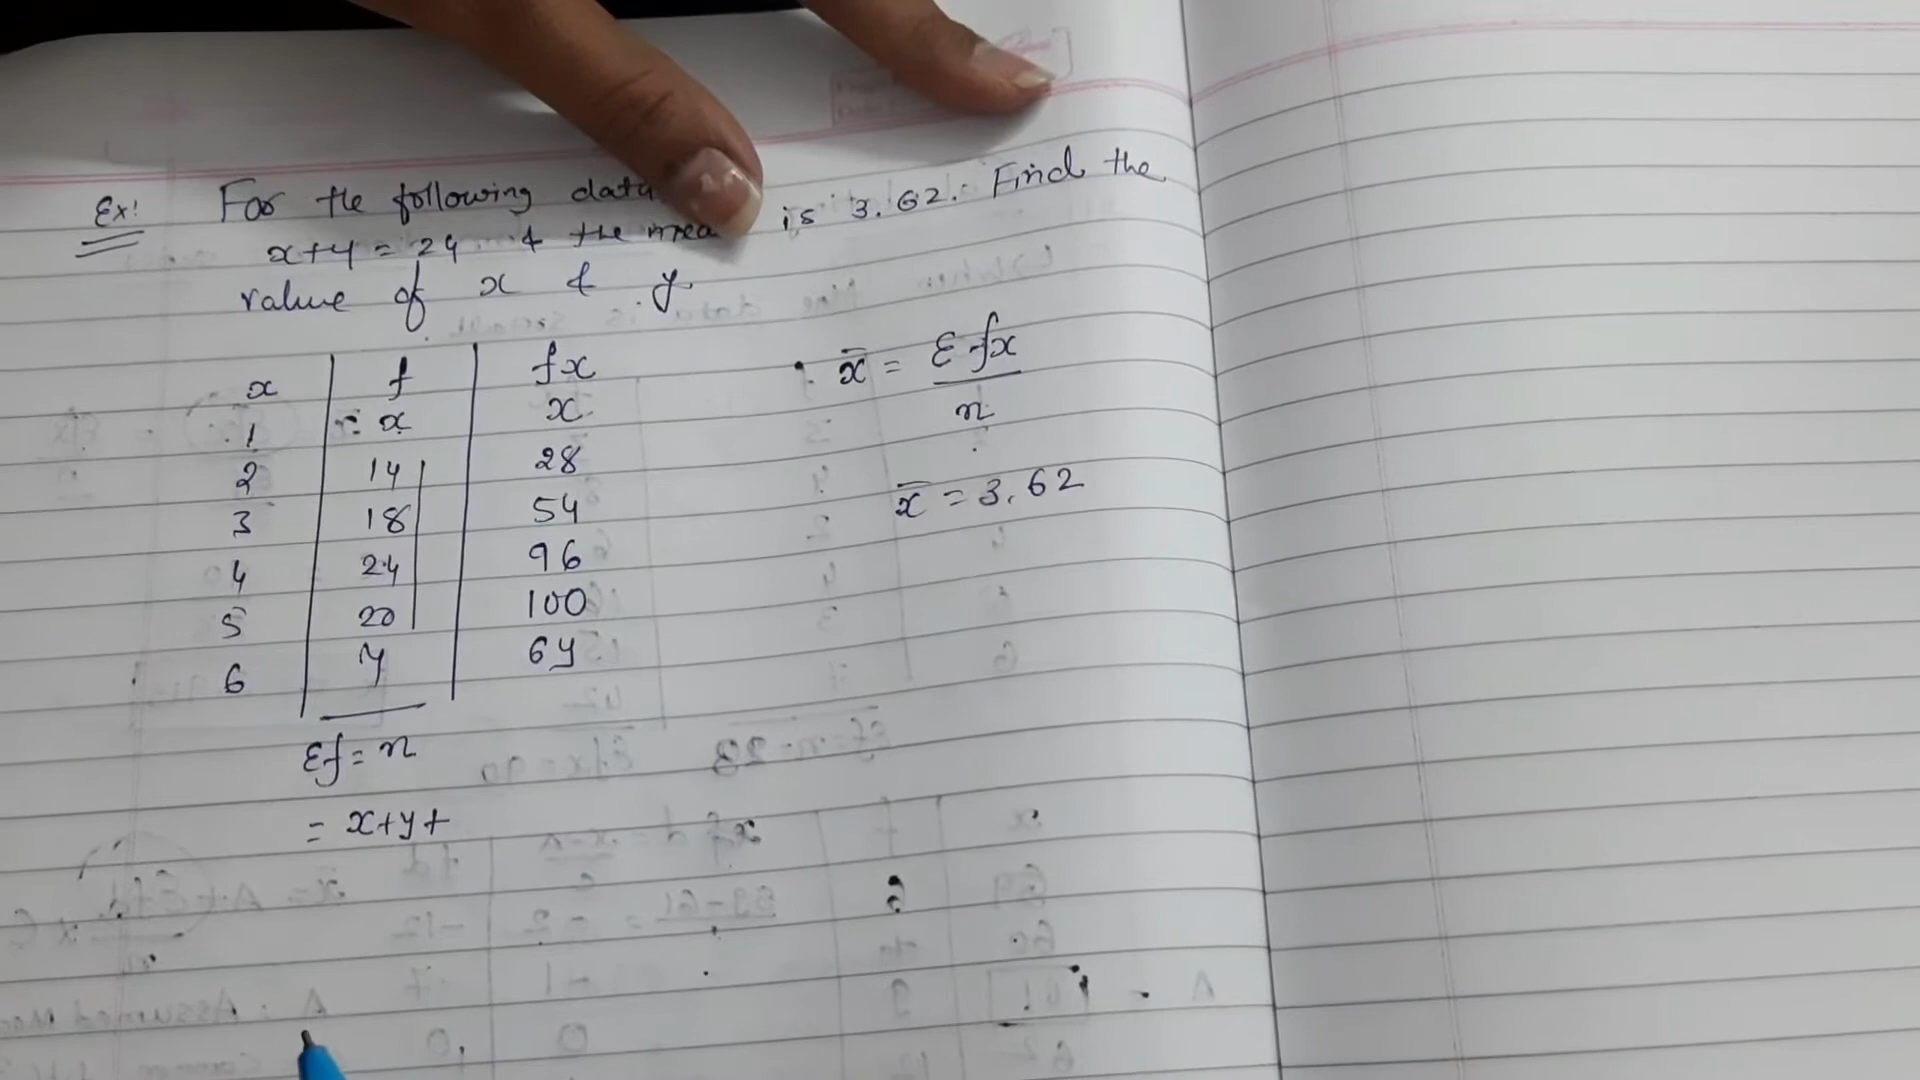 Ex! For the following data
x+y = 24 & the mea is 3.62. Find the
value of x & y.
x f fx
1 x x
2 14 28
3 18 54
4 24 96
5 20 100
6 y 6y
x̄ = Σfx / n
x̄ = 3.62
Σf = n
= x+y+